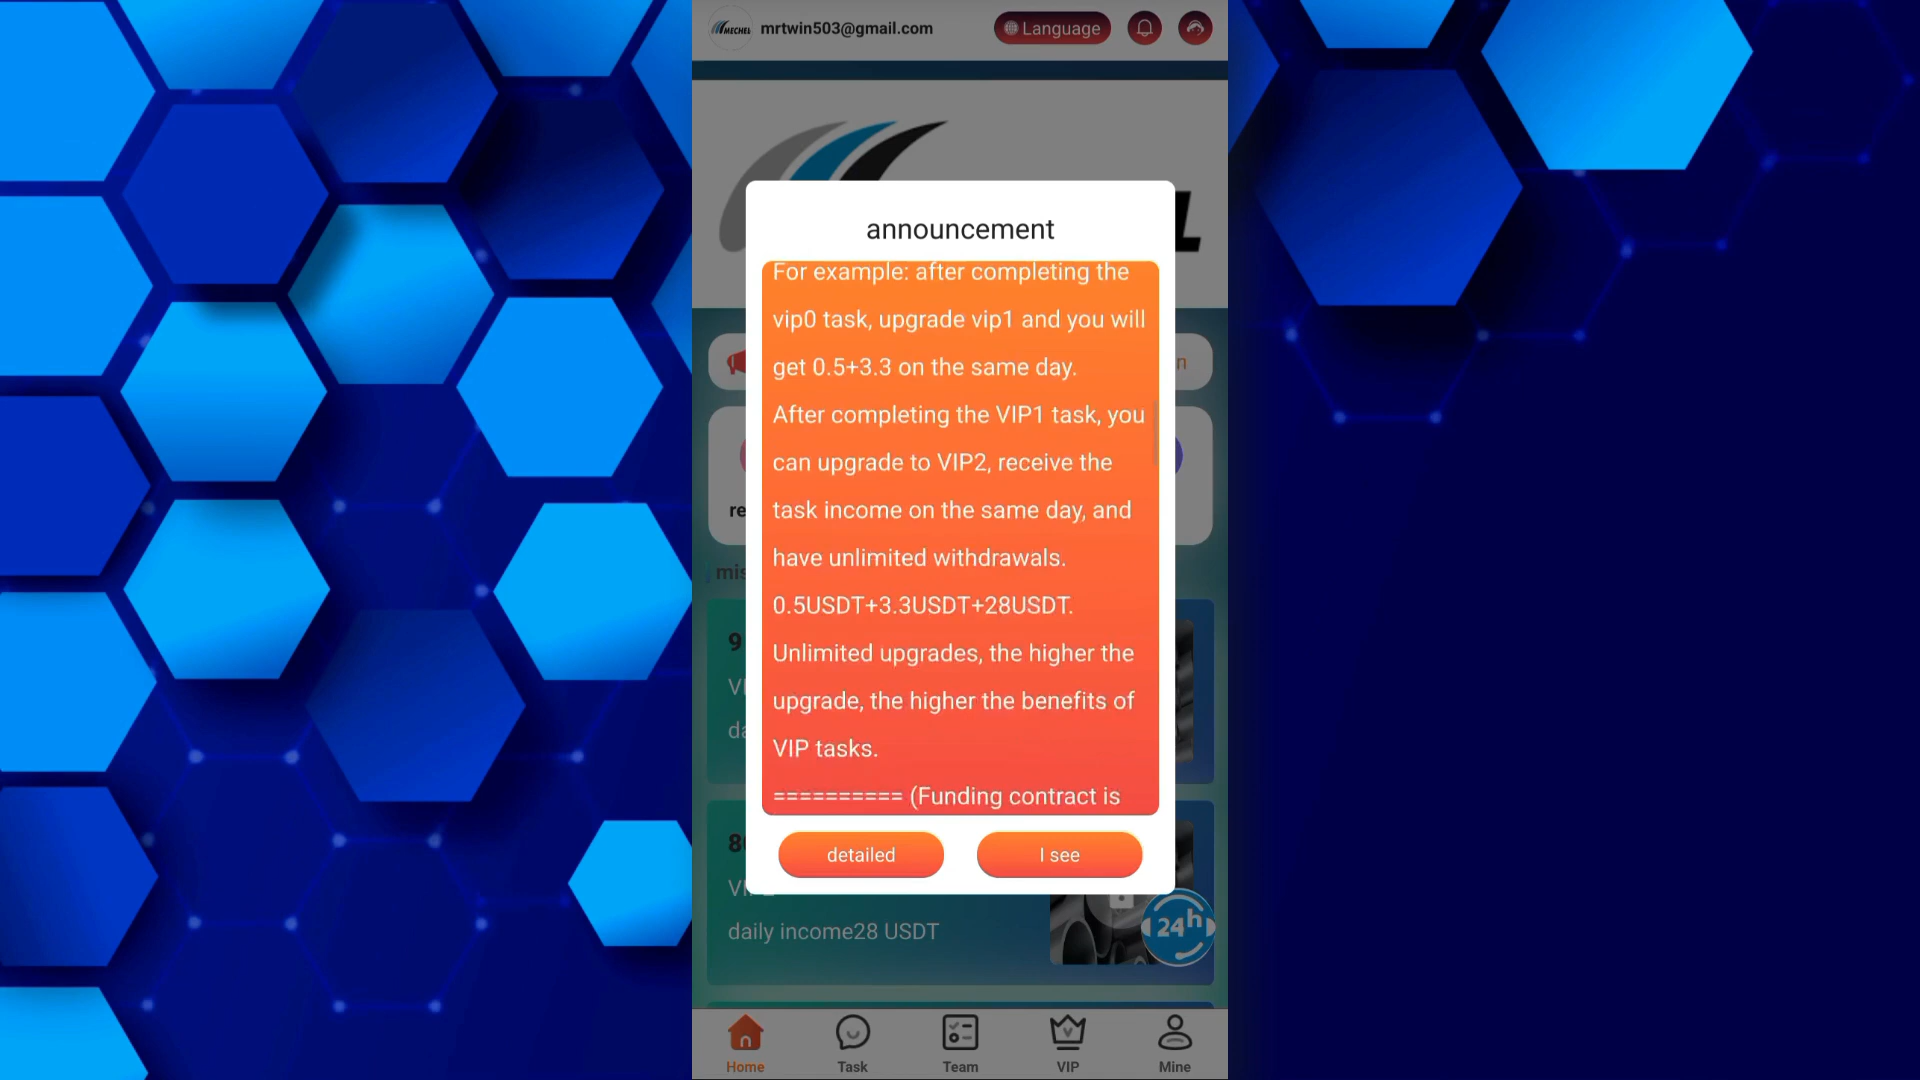 MECHEL mrtwin503@gmail.com Language
announcement
For example: after completing the
vip0 task, upgrade vip1 and you will
get 0.5+3.3 on the same day.
After completing the VIP1 task, you
can upgrade to VIP2, receive the
task income on the same day, and
have unlimited withdrawals.
0.5USDT+3.3USDT+28USDT.
Unlimited upgrades, the higher the
upgrade, the higher the benefits of
VIP tasks.
========== (Funding contract is
detailed I see
daily income28 USDT
24h
Home Task Team VIP Mine